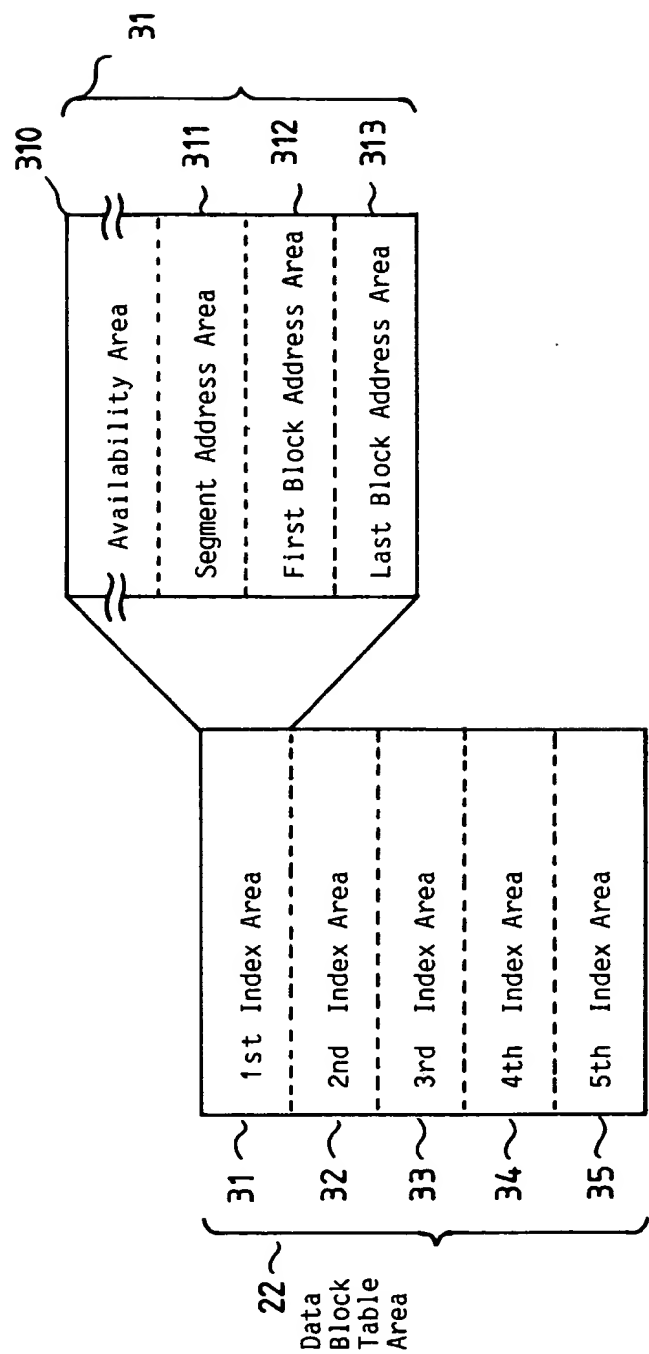 22
Data
Block
Table
Area
31
1st Index Area
32
2nd Index Area
33
3rd Index Area
34
4th Index Area
35
5th Index Area
310
Availability Area
31
Segment Address Area
311
First Block Address Area
312
Last Block Address Area
313